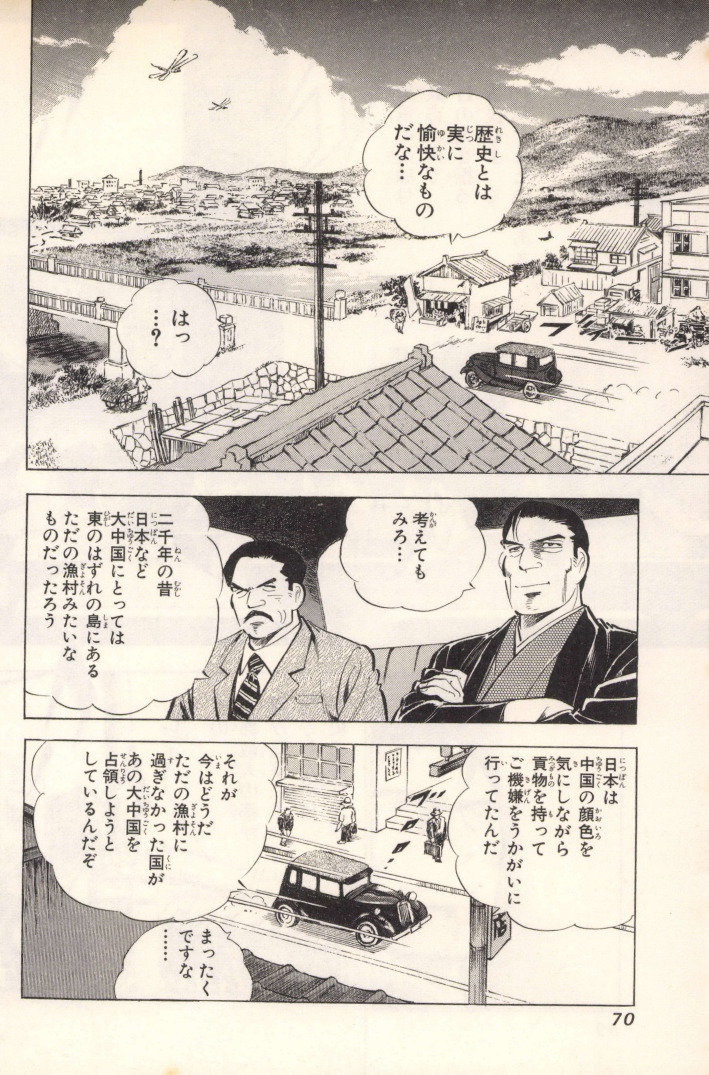 歴史とは
実に
愉快なもの
だな…
はっ
…?
考えても
みろ…
二千年の昔
日本など
大中国にとっては
東のはずれの島にある
ただの漁村みたいな
ものだったろう
日本は
中国の顔色を
気にしながら
貢物を持って
ご機嫌をうかがいに
行ってたんだ
それが
今はどうだ
ただの漁村に
過ぎなかった国が
あの大中国を
占領しようと
しているんだぞ
まったく
ですな
……
店
70